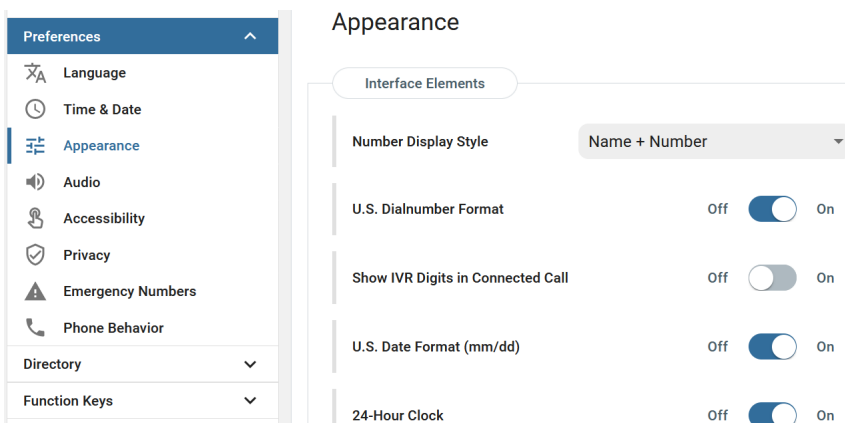 Preferences
Language
Time & Date
Appearance
Audio
Accessibility
Privacy
Emergency Numbers
Phone Behavior
Directory
Function Keys
Appearance
Interface Elements
Number Display Style Name + Number
U.S. Dialnumber Format Off On
Show IVR Digits in Connected Call Off On
U.S. Date Format (mm/dd) Off On
24-Hour Clock Off On